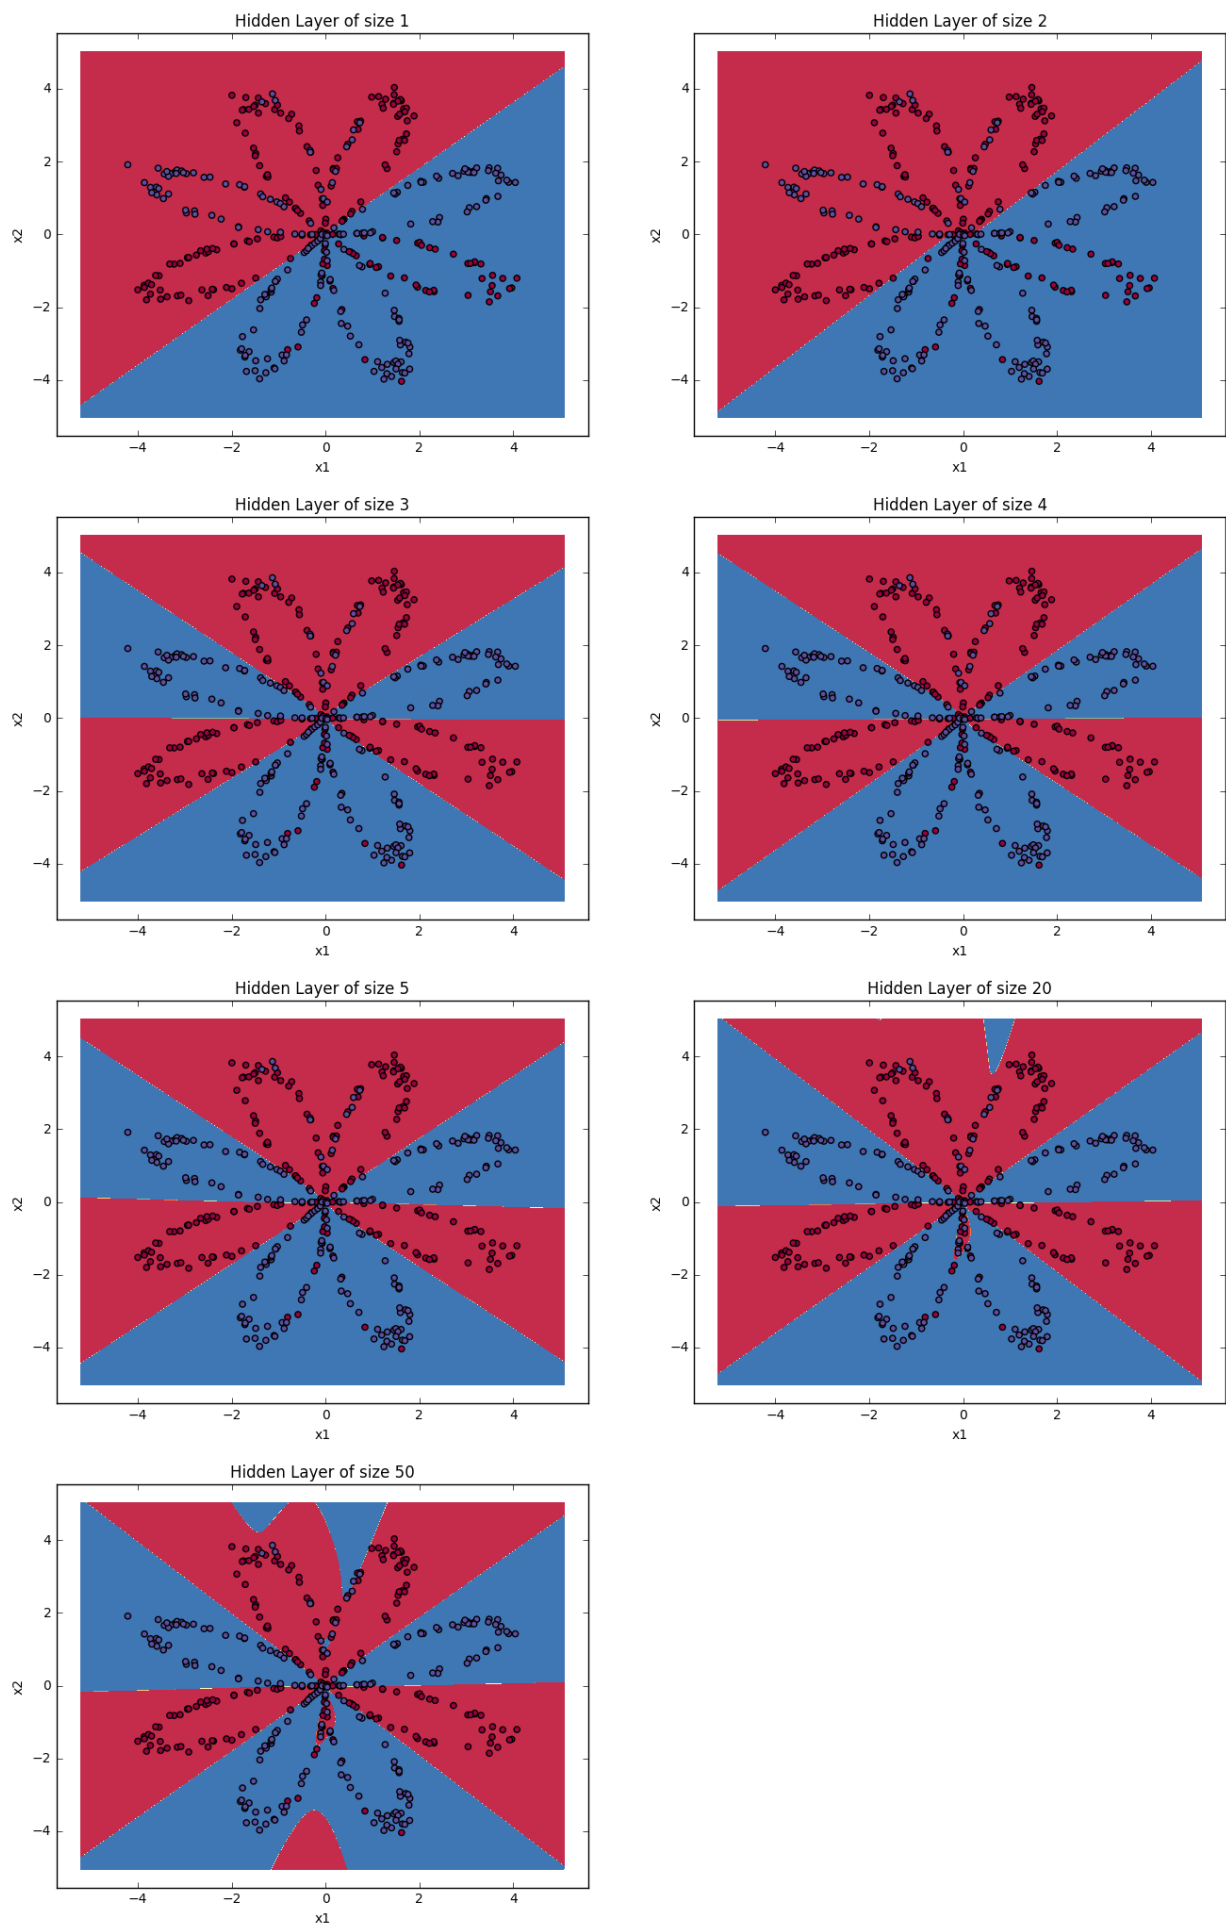 Hidden Layer of size 1
Hidden Layer of size 2
4
2
0
−2
−4
x2
−4 −2 0 2 4
x1
4
2
0
−2
−4
x2
−4 −2 0 2 4
x1
Hidden Layer of size 3
Hidden Layer of size 4
4
2
0
−2
−4
x2
−4 −2 0 2 4
x1
4
2
0
−2
−4
x2
−4 −2 0 2 4
x1
Hidden Layer of size 5
Hidden Layer of size 20
4
2
0
−2
−4
x2
−4 −2 0 2 4
x1
4
2
0
−2
−4
x2
−4 −2 0 2 4
x1
Hidden Layer of size 50
4
2
0
−2
−4
x2
−4 −2 0 2 4
x1